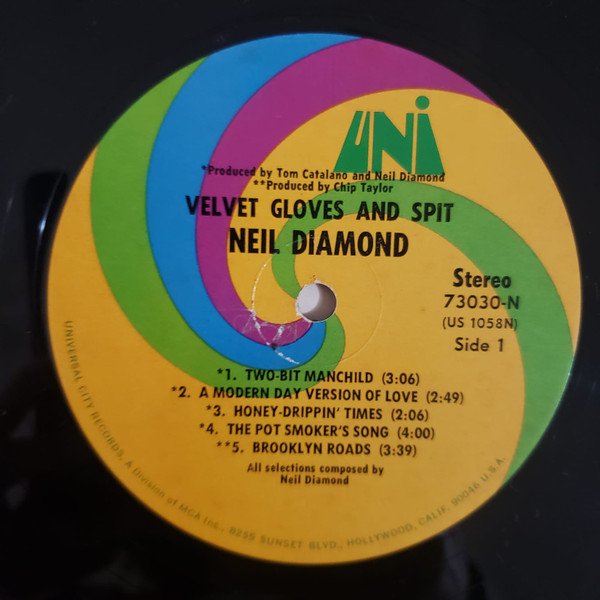 UNI
*Produced by Tom Catalano and Neil Diamond
**Produced by Chip Taylor
VELVET GLOVES AND SPIT
NEIL DIAMOND
Stereo
73030-N
(US 1058N)
Side 1
*1. TWO-BIT MANCHILD (3:06)
*2. A MODERN DAY VERSION OF LOVE (2:49)
*3. HONEY-DRIPPIN' TIMES (2:06)
*4. THE POT SMOKER'S SONG (4:00)
**5. BROOKLYN ROADS (3:39)
All selections composed by
Neil Diamond
UNIVERSAL CITY RECORDS, A Division of MCA Inc., 8255 SUNSET BLVD., HOLLYWOOD, CALIF. 90046 U.S.A.